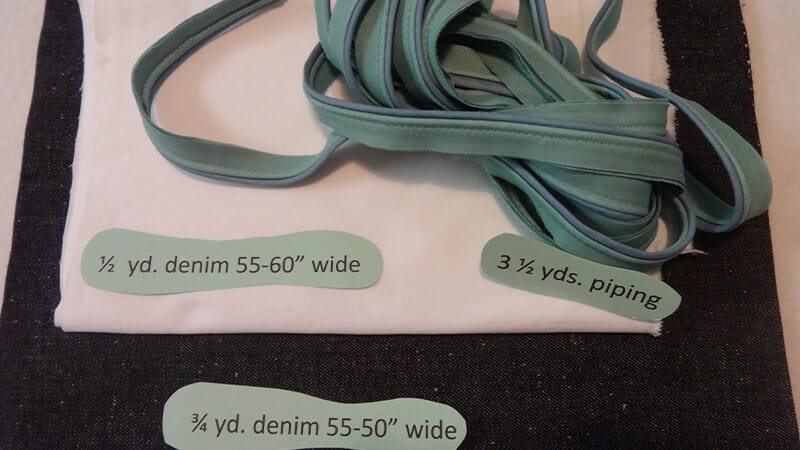 ½ yd. denim 55-60” wide
3 ½ yds. piping
¾ yd. denim 55-50” wide